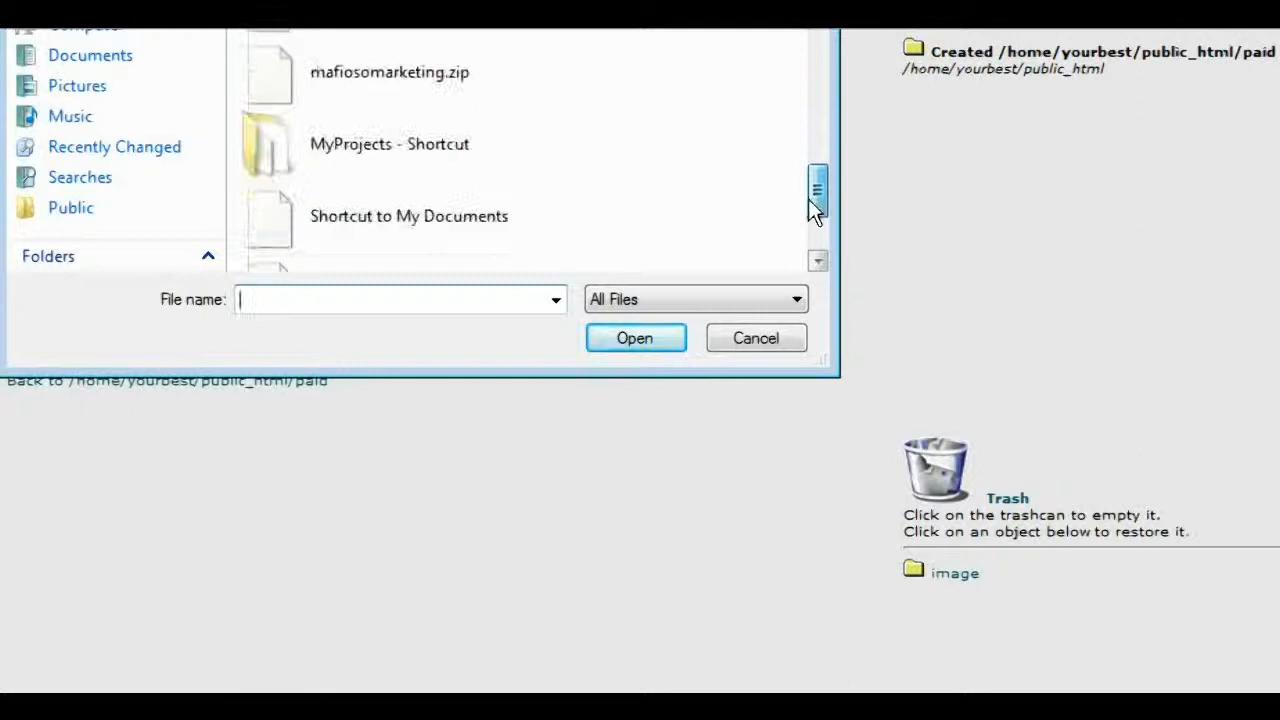 Computer
Documents
Pictures
Music
Recently Changed
Searches
Public
Folders
mafiosomarketing.zip
MyProjects - Shortcut
Shortcut to My Documents
File name:
All Files
Open
Cancel
Back to /home/yourbest/public_html/paid
Created /home/yourbest/public_html/paid
/home/yourbest/public_html
Trash
Click on the trashcan to empty it.
Click on an object below to restore it.
image